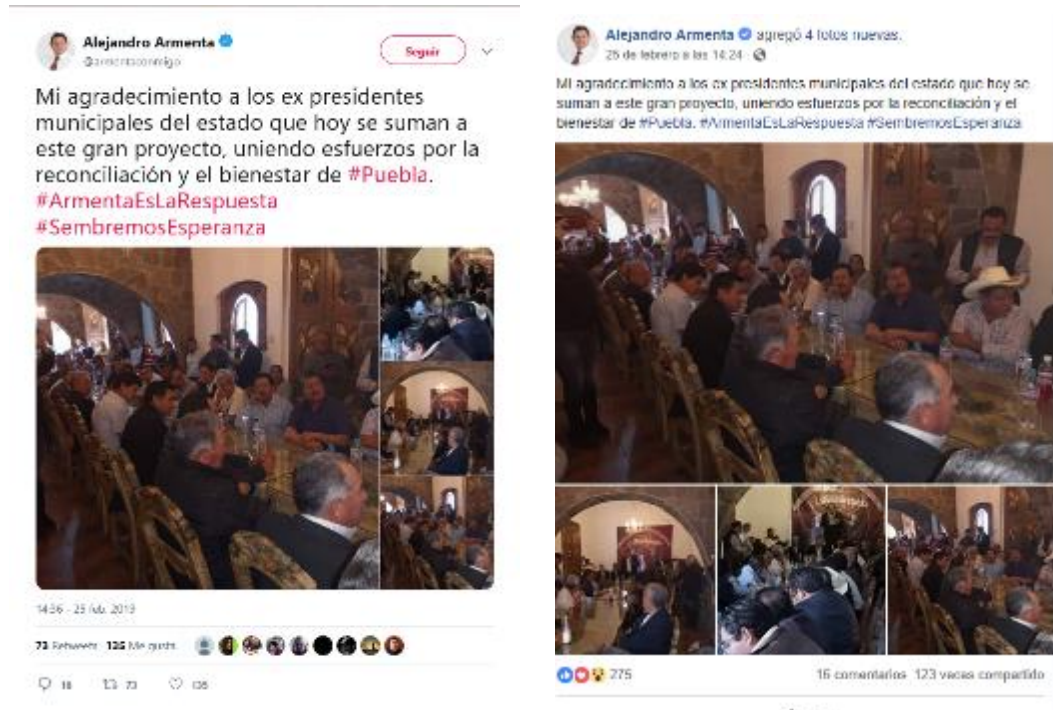 Alejandro Armenta
@armentaconmigo
Seguir
Mi agradecimiento a los ex presidentes
municipales del estado que hoy se suman a
este gran proyecto, uniendo esfuerzos por la
reconciliación y el bienestar de #Puebla.
#ArmentaEsLaRespuesta
#SembremosEsperanza
14:36 - 25 feb. 2019
73 Retweets 135 Me gusta
16 73 135
Alejandro Armenta agregó 4 fotos nuevas.
25 de febrero a las 14:24 ·
Mi agradecimiento a los ex presidentes municipales del estado que hoy se
suman a este gran proyecto, uniendo esfuerzos por la reconciliación y el
bienestar de #Puebla. #ArmentaEsLaRespuesta #SembremosEsperanza
275
16 comentarios 123 veces compartido